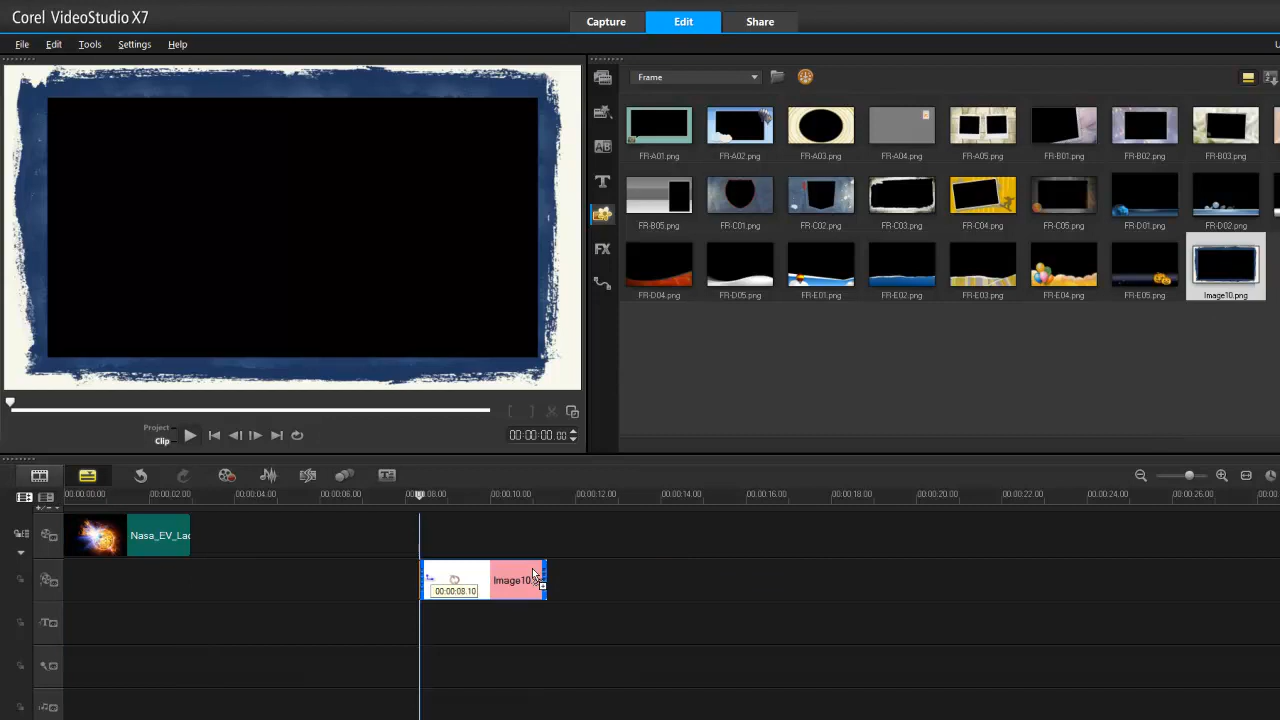 Corel VideoStudio X7
Capture Edit Share
File Edit Tools Settings Help
Frame
FR-A01.png FR-A02.png FR-A03.png FR-A04.png FR-A05.png FR-B01.png FR-B02.png FR-B03.png
FR-B05.png FR-C01.png FR-C02.png FR-C03.png FR-C04.png FR-C05.png FR-D01.png FR-D02.png
FR-D04.png FR-D05.png FR-E01.png FR-E02.png FR-E03.png FR-E04.png FR-E05.png Image10.png
Project
Clip
00:00:00.00
00:00:00.00 00:00:02.00 00:00:04.00 00:00:06.00 00:00:08.00 00:00:10.00 00:00:12.00 00:00:14.00 00:00:16.00 00:00:18.00 00:00:20.00 00:00:22.00 00:00:24.00 00:00:26.00 00:00
Nasa_EV_Lac
Image10.
00:00:08.10